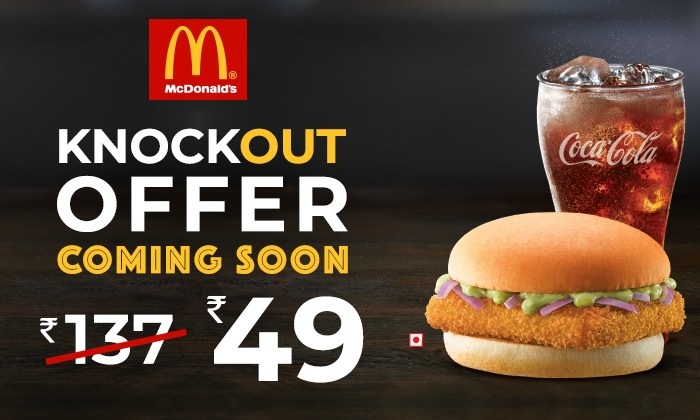 McDonald's
KNOCKOUT
OFFER
COMING SOON
₹137 ₹49
Coca-Cola